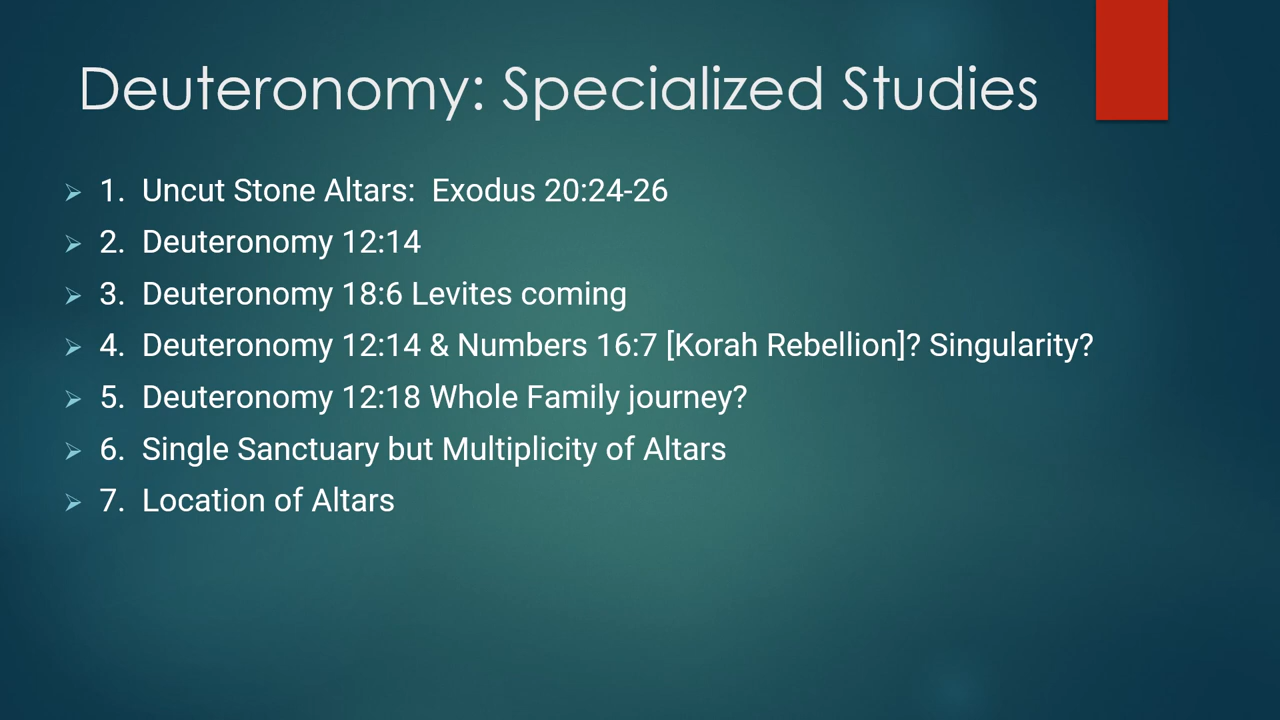 Deuteronomy: Specialized Studies
➢ 1.  Uncut Stone Altars:  Exodus 20:24-26
➢ 2.  Deuteronomy 12:14
➢ 3.  Deuteronomy 18:6 Levites coming
➢ 4.  Deuteronomy 12:14 & Numbers 16:7 [Korah Rebellion]? Singularity?
➢ 5.  Deuteronomy 12:18 Whole Family journey?
➢ 6.  Single Sanctuary but Multiplicity of Altars
➢ 7.  Location of Altars